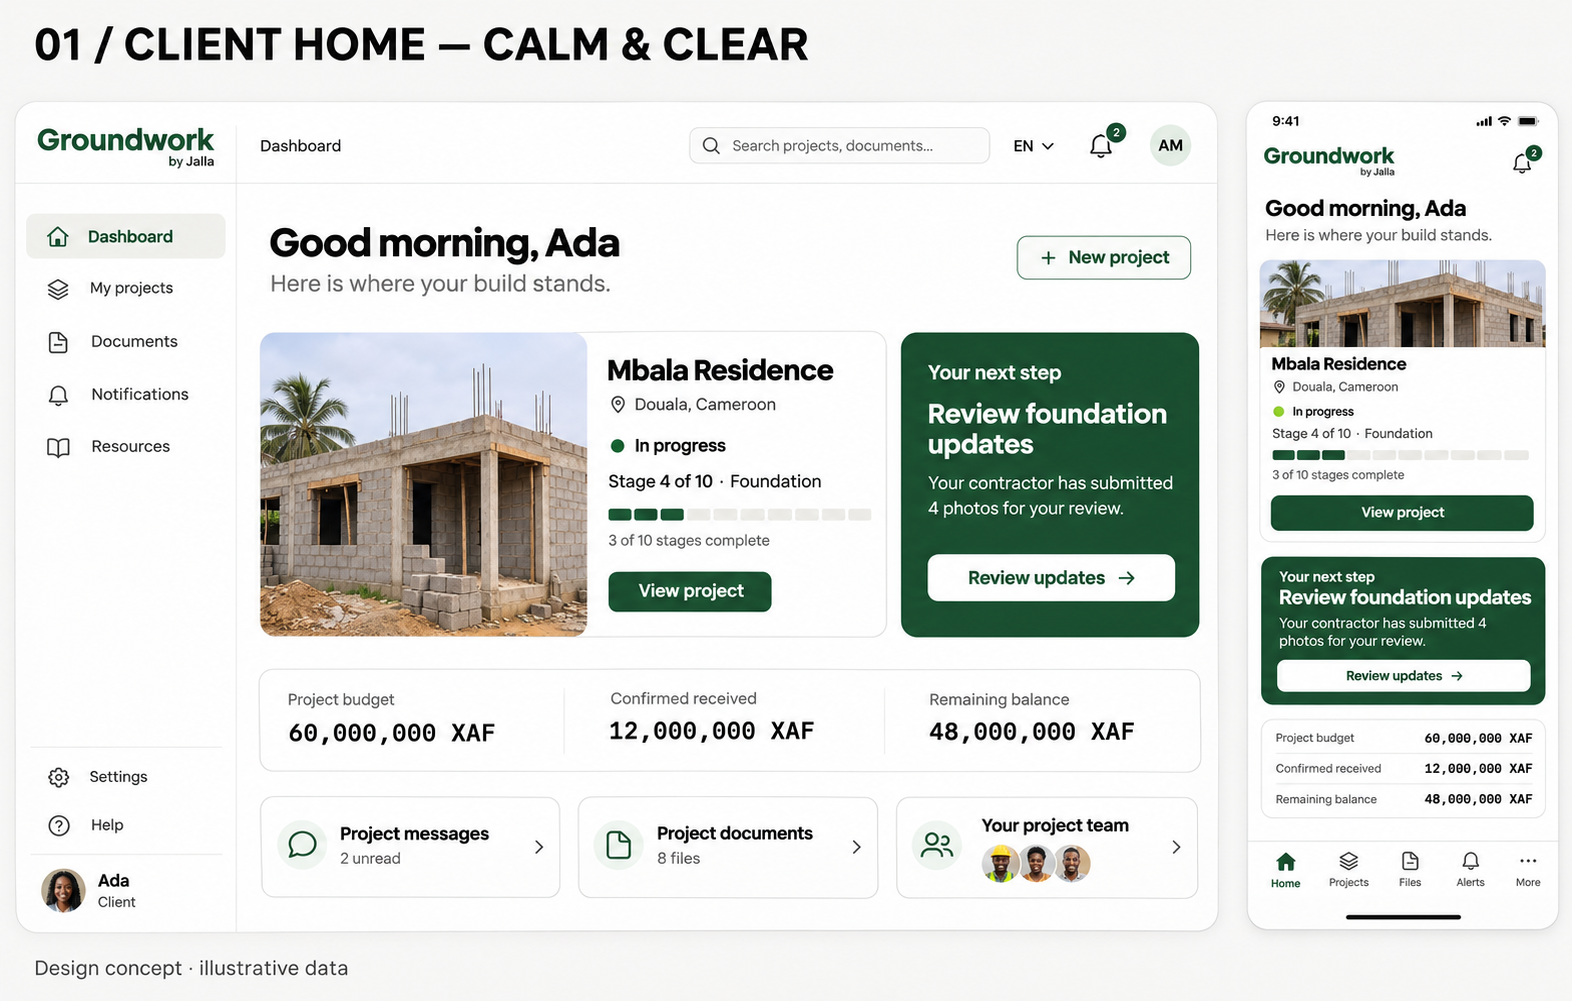 01 / CLIENT HOME — CALM & CLEAR
Groundwork
by Jalla
Dashboard
Search projects, documents...
EN
2
AM
Dashboard
My projects
Documents
Notifications
Resources
Settings
Help
Ada
Client
Good morning, Ada
Here is where your build stands.
+ New project
Mbala Residence
Douala, Cameroon
In progress
Stage 4 of 10 · Foundation
3 of 10 stages complete
View project
Your next step
Review foundation
updates
Your contractor has submitted
4 photos for your review.
Review updates →
Project budget
60,000,000 XAF
Confirmed received
12,000,000 XAF
Remaining balance
48,000,000 XAF
Project messages
2 unread
Project documents
8 files
Your project team
9:41
Groundwork
by Jalla
2
Good morning, Ada
Here is where your build stands.
Mbala Residence
Douala, Cameroon
In progress
Stage 4 of 10 · Foundation
3 of 10 stages complete
View project
Your next step
Review foundation updates
Your contractor has submitted 4
photos for your review.
Review updates →
Project budget 60,000,000 XAF
Confirmed received 12,000,000 XAF
Remaining balance 48,000,000 XAF
Home
Projects
Files
Alerts
More
Design concept · illustrative data